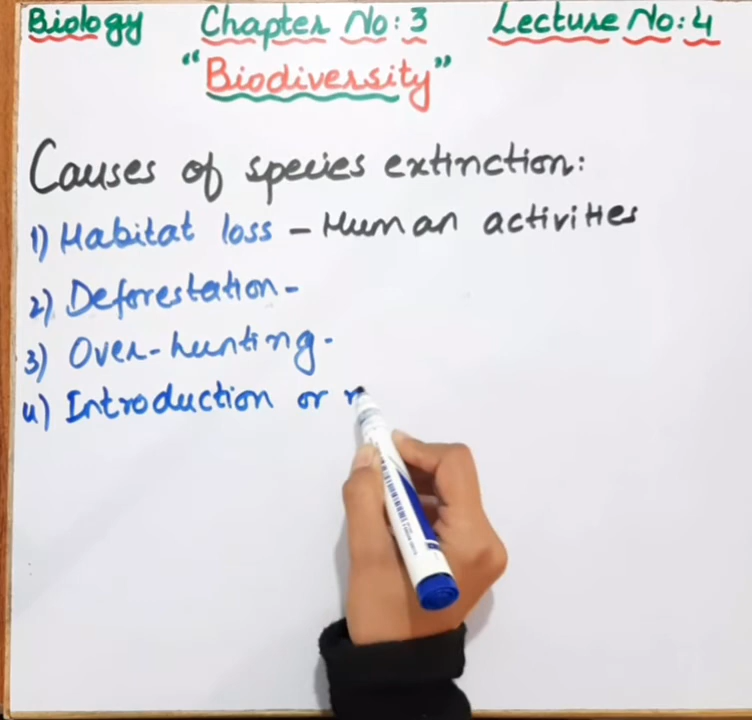 Biology Chapter No: 3 Lecture No: 4
"Biodiversity"
Causes of species extinction:
1) Habitat loss – Human activities
2) Deforestation -
3) Over-hunting -
4) Introduction or r